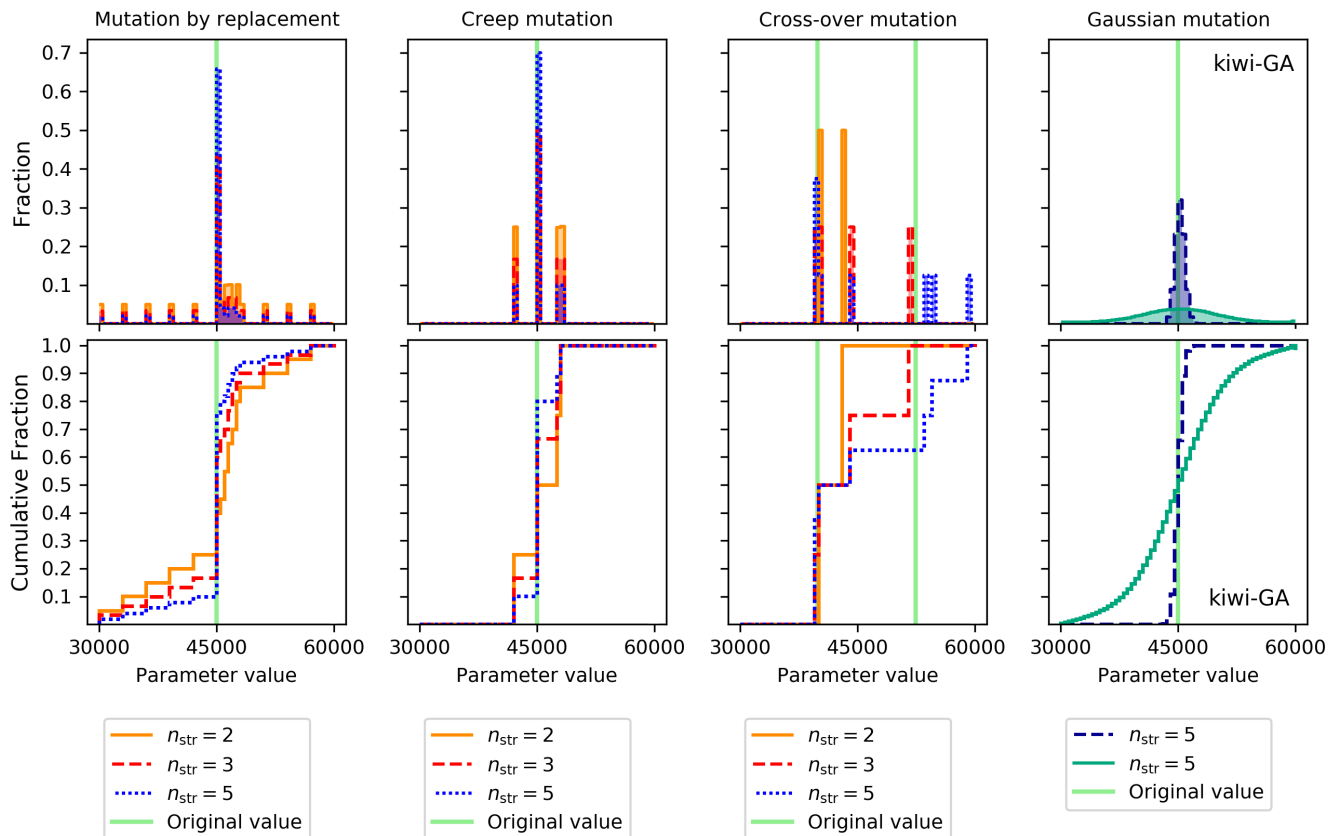 Mutation by replacement
Creep mutation
Cross-over mutation
Gaussian mutation
Fraction
0.7
0.6
0.5
0.4
0.3
0.2
0.1
kiwi-GA
Cumulative Fraction
1.0
0.9
0.8
0.7
0.6
0.5
0.4
0.3
0.2
0.1
kiwi-GA
30000 45000 60000
30000 45000 60000
30000 45000 60000
30000 45000 60000
Parameter value
Parameter value
Parameter value
Parameter value
n_str = 2
n_str = 3
n_str = 5
Original value
n_str = 2
n_str = 3
n_str = 5
Original value
n_str = 2
n_str = 3
n_str = 5
Original value
n_str = 5
n_str = 5
Original value